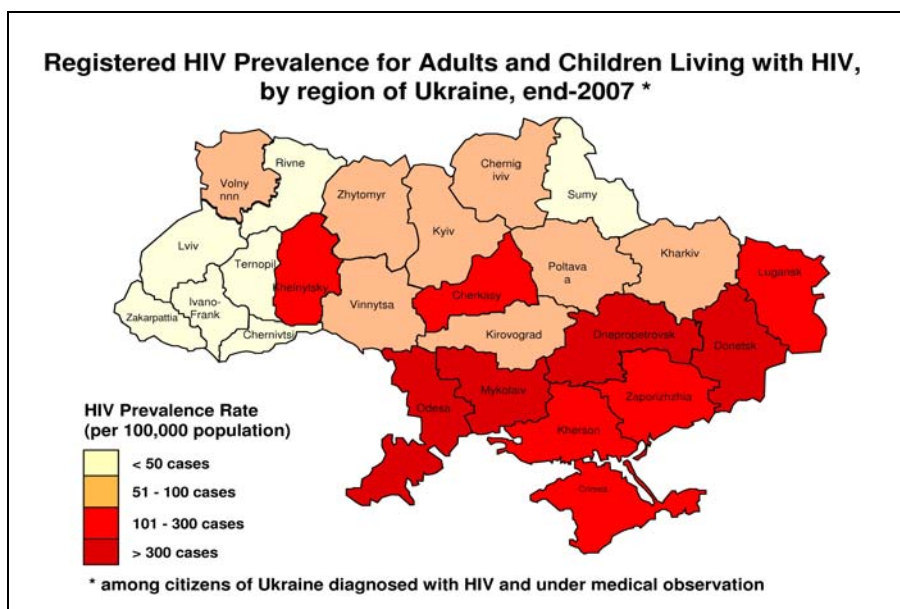 Registered HIV Prevalence for Adults and Children Living with HIV,
by region of Ukraine, end-2007 *
Rivne
Volny
nnn
Zhytomyr
Kyiv
Chernig
iviv
Sumy
Lviv
Ternopil
Khelnytsky
Ivano-
Frank
Zakarpattia
Chernivtsi
Vinnytsa
Cherkasy
Poltava
a
Kharkiv
Lugansk
Kirovograd
Dnepropetrovsk
Donetsk
Odesa
Mykolaiv
Zaporizhzhia
Kherson
Crimea
HIV Prevalence Rate
(per 100,000 population)
< 50 cases
51 - 100 cases
101 - 300 cases
> 300 cases
* among citizens of Ukraine diagnosed with HIV and under medical observation